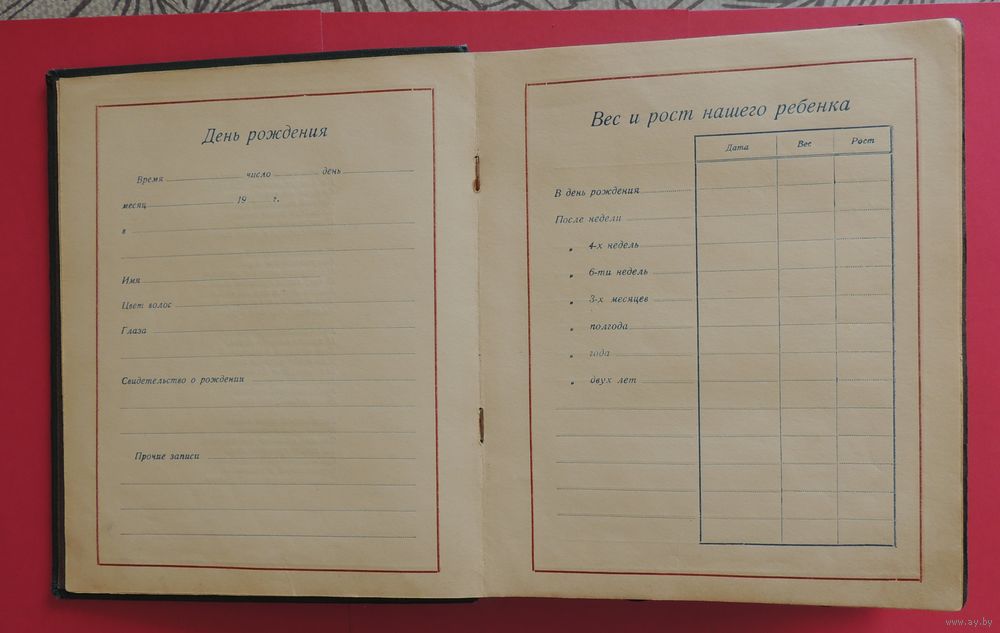 День рождения
Время число день
месяц 19 г.
в
Имя
Цвет волос
Глаза
Свидетельство о рождении
Прочие записи
Вес и рост нашего ребенка
Дата Вес Рост
В день рождения
После недели
„ 4-х недель
„ 6-ти недель
„ 3-х месяцев
„ полгода
„ года
„ двух лет
www.ay.by